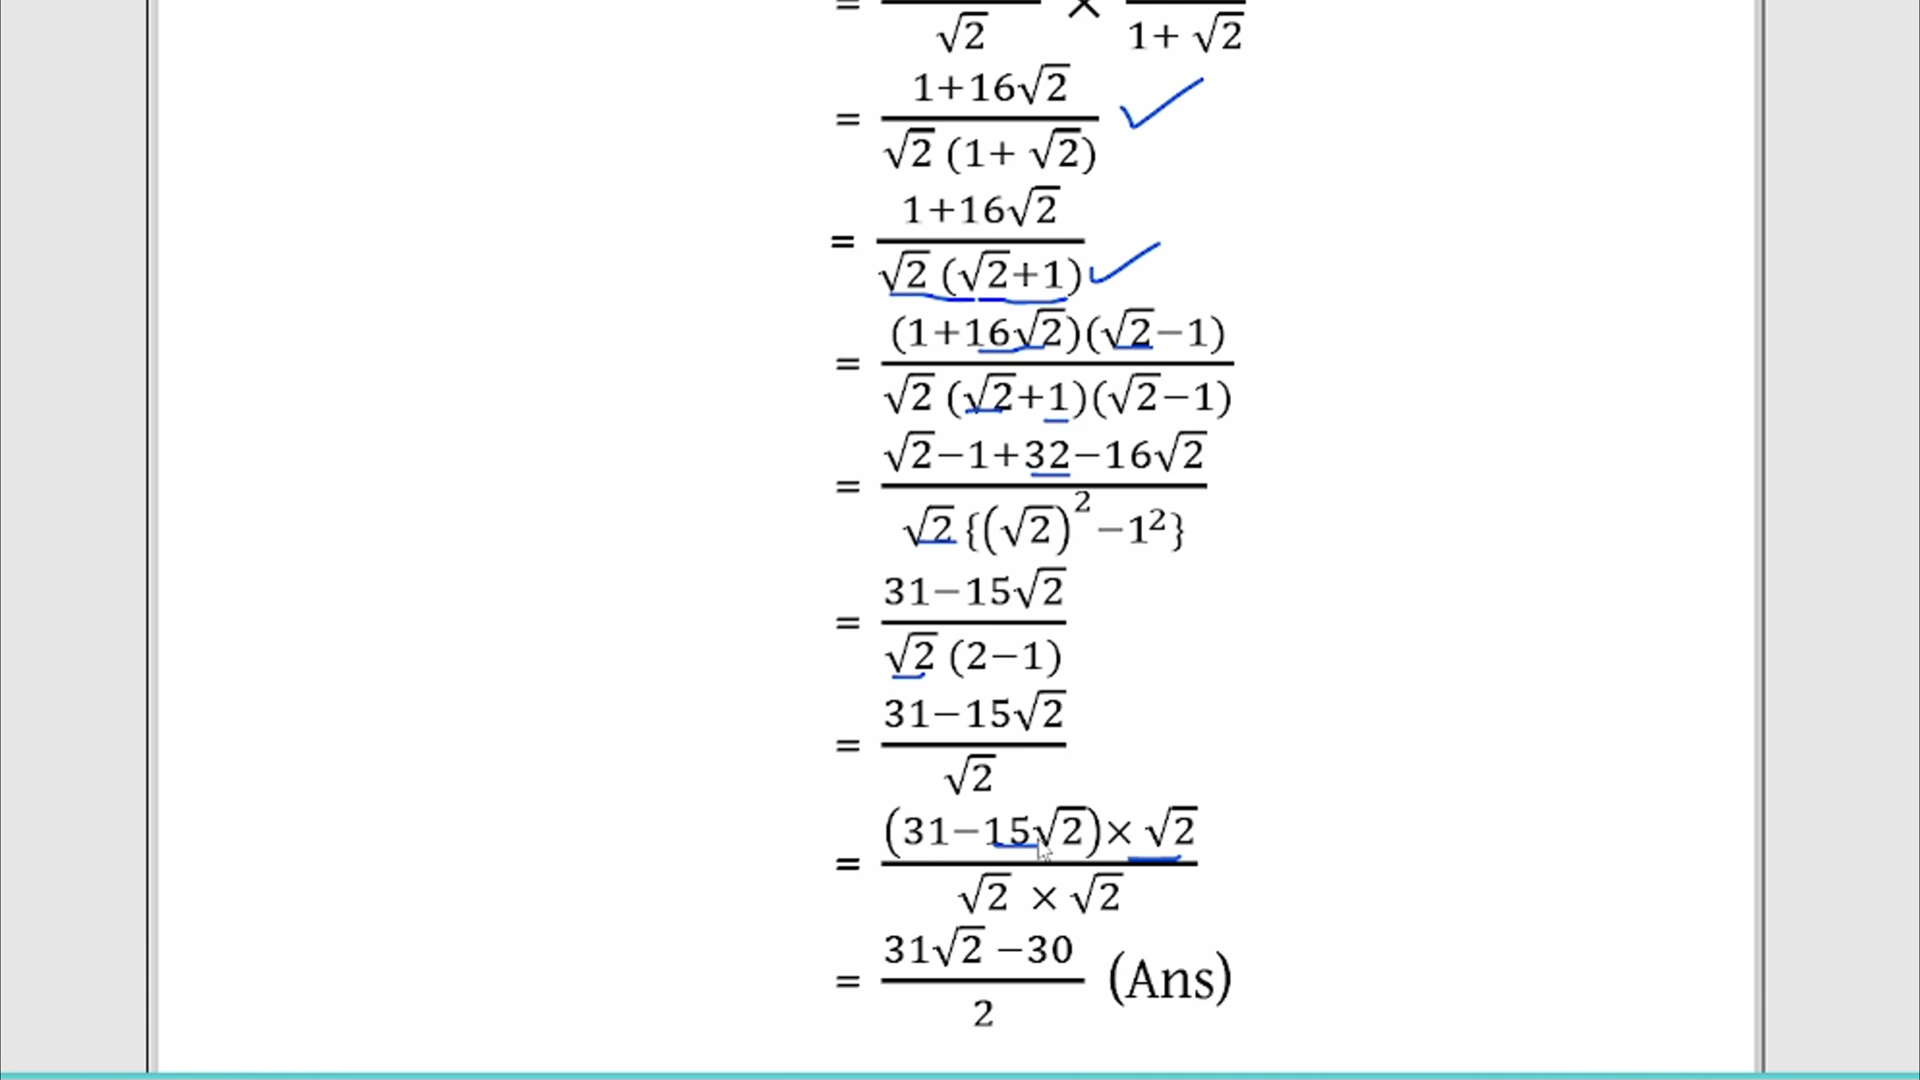 = √2 × 1+ √2
= (1+16√2)/(√2 (1+ √2))
= (1+16√2)/(√2 (√2+1))
= ((1+16√2)(√2−1))/(√2 (√2+1)(√2−1))
= (√2−1+32−16√2)/(√2 {(√2)²−1²})
= (31−15√2)/(√2 (2−1))
= (31−15√2)/√2
= ((31−15√2)× √2)/(√2 × √2)
= (31√2 −30)/2 (Ans)